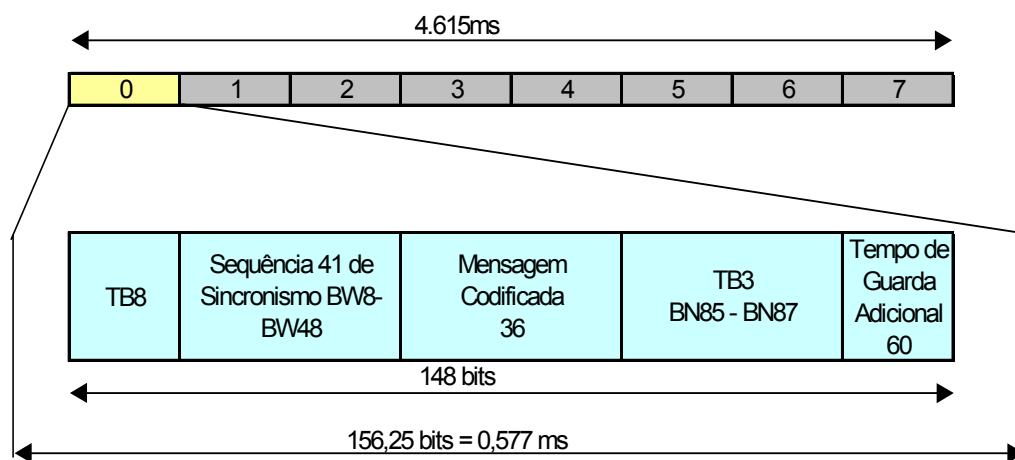 4.615ms
0 1 2 3 4 5 6 7
TB8
Sequência 41 de
Sincronismo BW8-
BW48
Mensagem
Codificada
36
TB3
BN85 - BN87
Tempo de
Guarda
Adicional
60
148 bits
156,25 bits = 0,577 ms